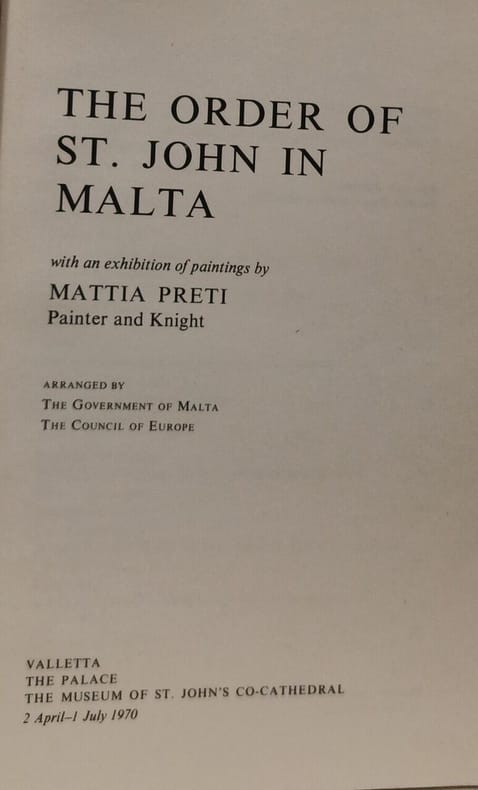 THE ORDER OF
ST. JOHN IN
MALTA
with an exhibition of paintings by
MATTIA PRETI
Painter and Knight
ARRANGED BY
THE GOVERNMENT OF MALTA
THE COUNCIL OF EUROPE
VALLETTA
THE PALACE
THE MUSEUM OF ST. JOHN'S CO-CATHEDRAL
2 April–1 July 1970